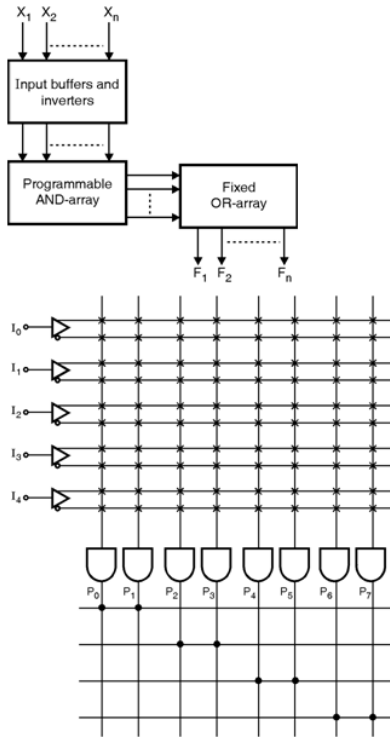 X1 X2 Xn
Input buffers and
inverters
Programmable
AND-array
Fixed
OR-array
F1 F2 Fn
I0
I1
I2
I3
I4
P0 P1 P2 P3 P4 P5 P6 P7